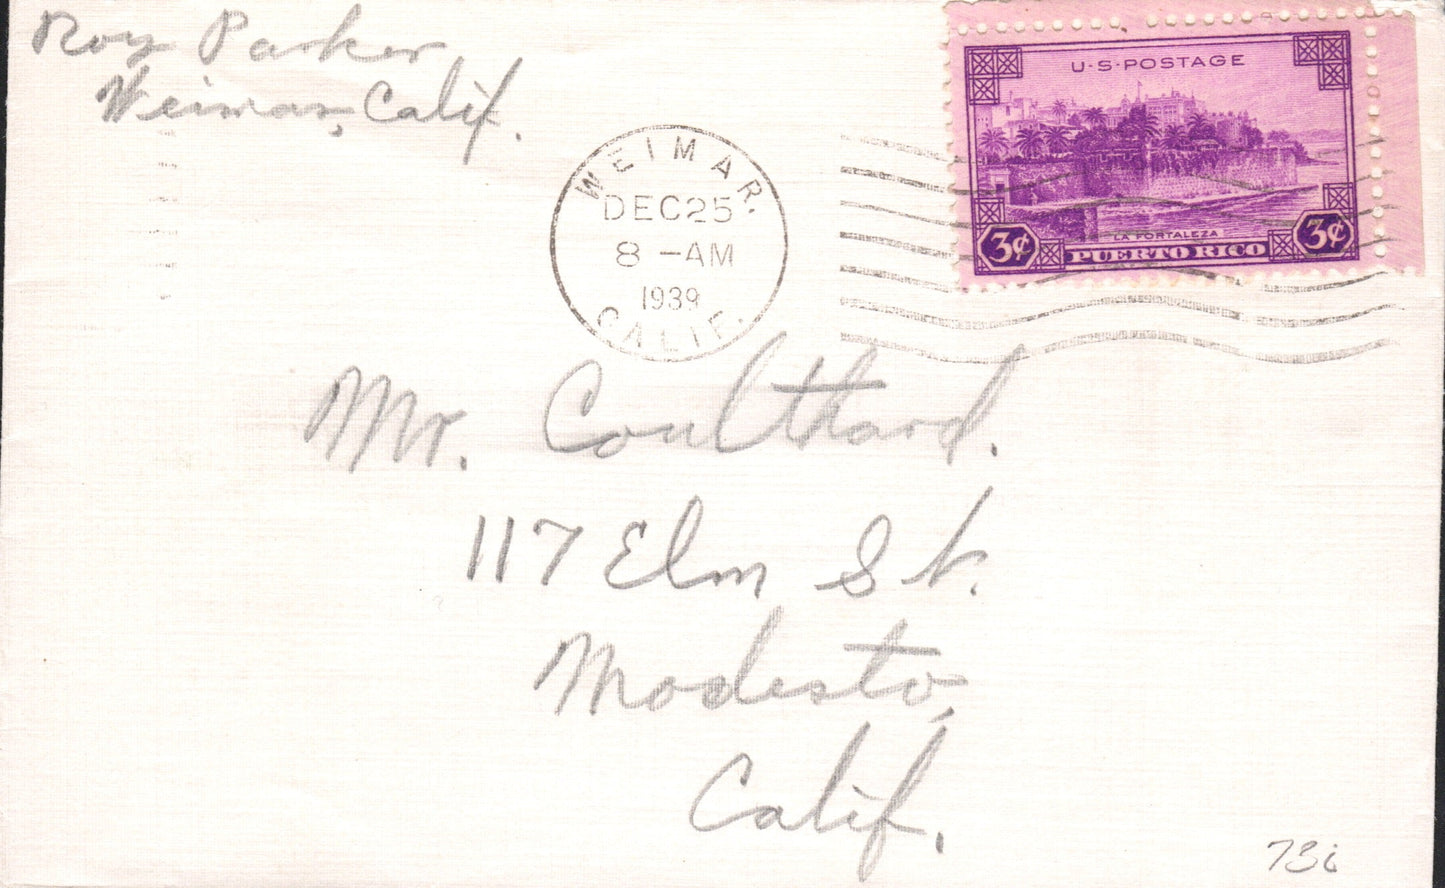 Roy Parker
Weimar, Calif.
WEIMAR.
DEC 25
8 -AM
1939
CALIF.
U·S·POSTAGE
LA FORTALEZA
3¢ PUERTO RICO 3¢
Mr. Coulthard.
117 Elm St.
Modesto,
Calif.